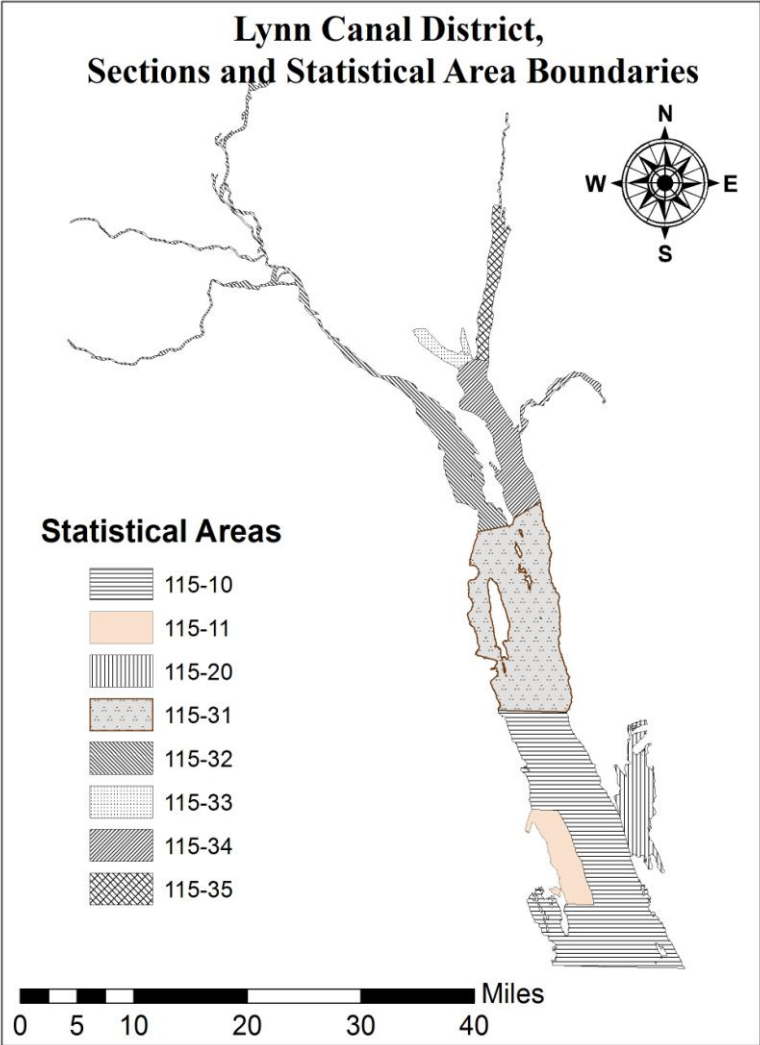 Lynn Canal District,
Sections and Statistical Area Boundaries
N
W E
S
Statistical Areas
115-10
115-11
115-20
115-31
115-32
115-33
115-34
115-35
Miles
0 5 10 20 30 40